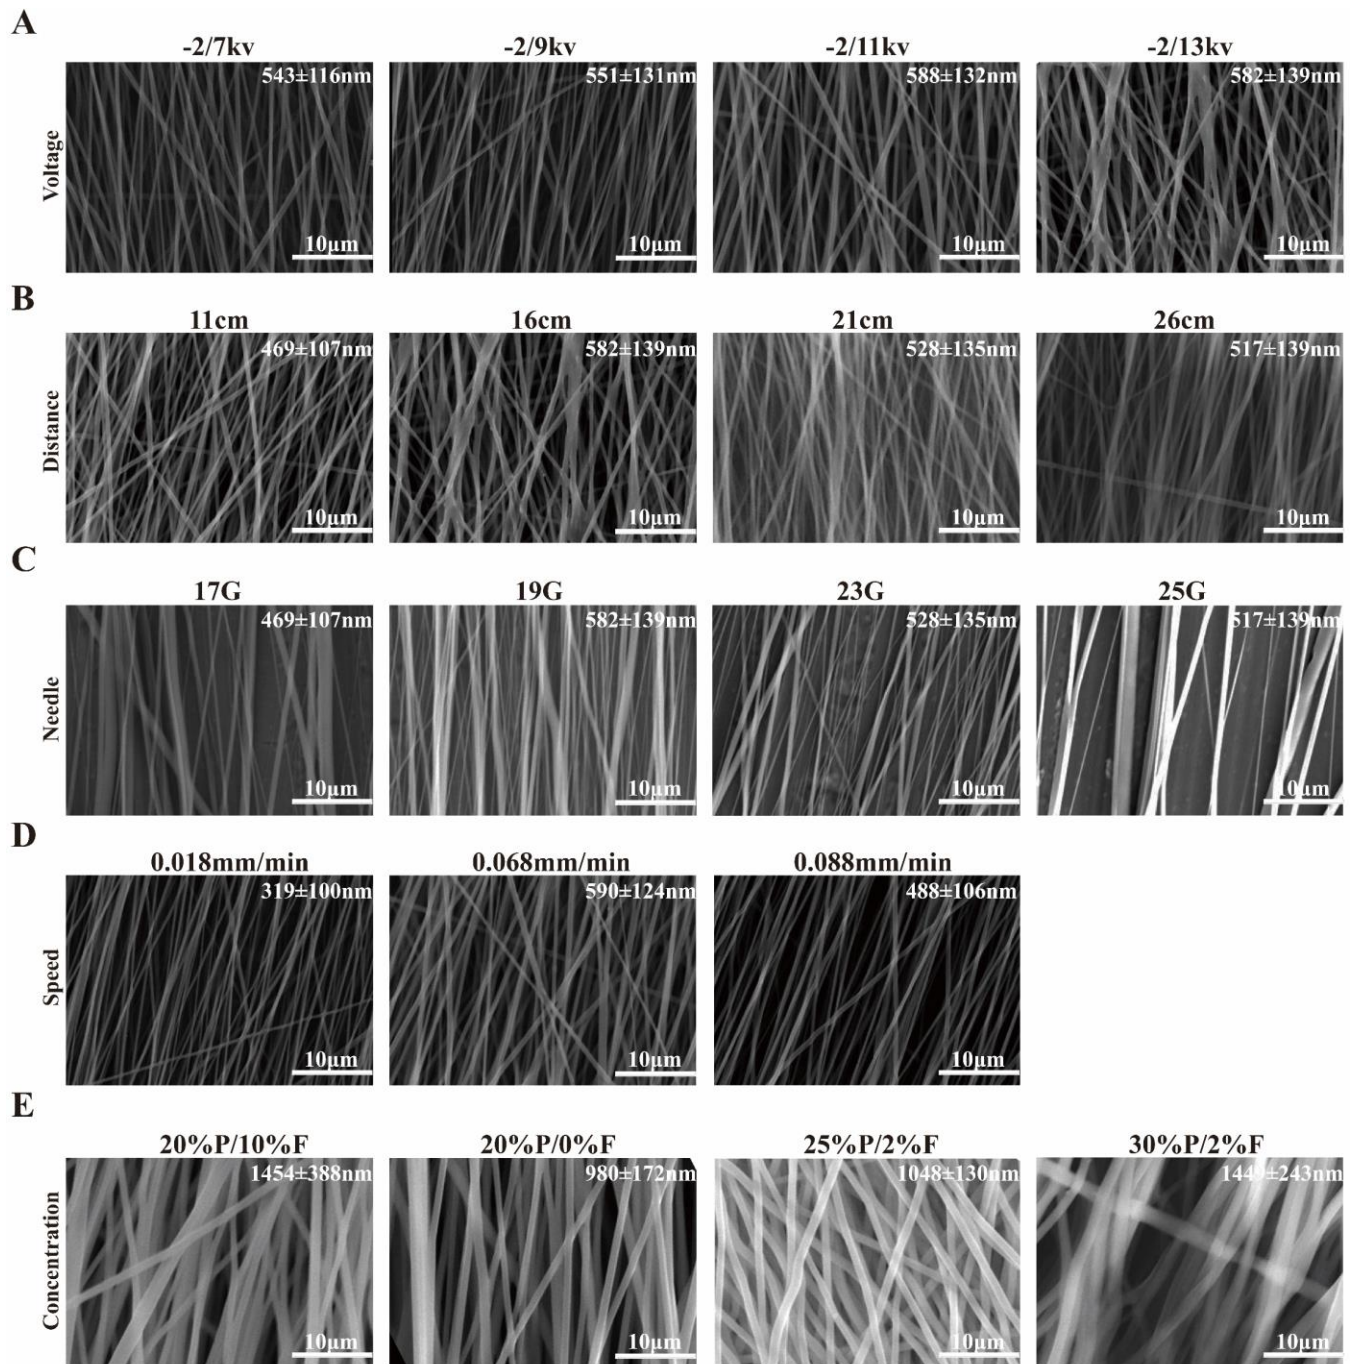 A
-2/7kv -2/9kv -2/11kv -2/13kv
543±116nm 551±131nm 588±132nm 582±139nm
Voltage
10μm 10μm 10μm 10μm
B
11cm 16cm 21cm 26cm
469±107nm 582±139nm 528±135nm 517±139nm
Distance
10μm 10μm 10μm 10μm
C
17G 19G 23G 25G
469±107nm 582±139nm 528±135nm 517±139nm
Needle
10μm 10μm 10μm 10μm
D
0.018mm/min 0.068mm/min 0.088mm/min
319±100nm 590±124nm 488±106nm
Speed
10μm 10μm 10μm
E
20%P/10%F 20%P/0%F 25%P/2%F 30%P/2%F
1454±388nm 980±172nm 1048±130nm 1449±243nm
Concentration
10μm 10μm 10μm 10μm